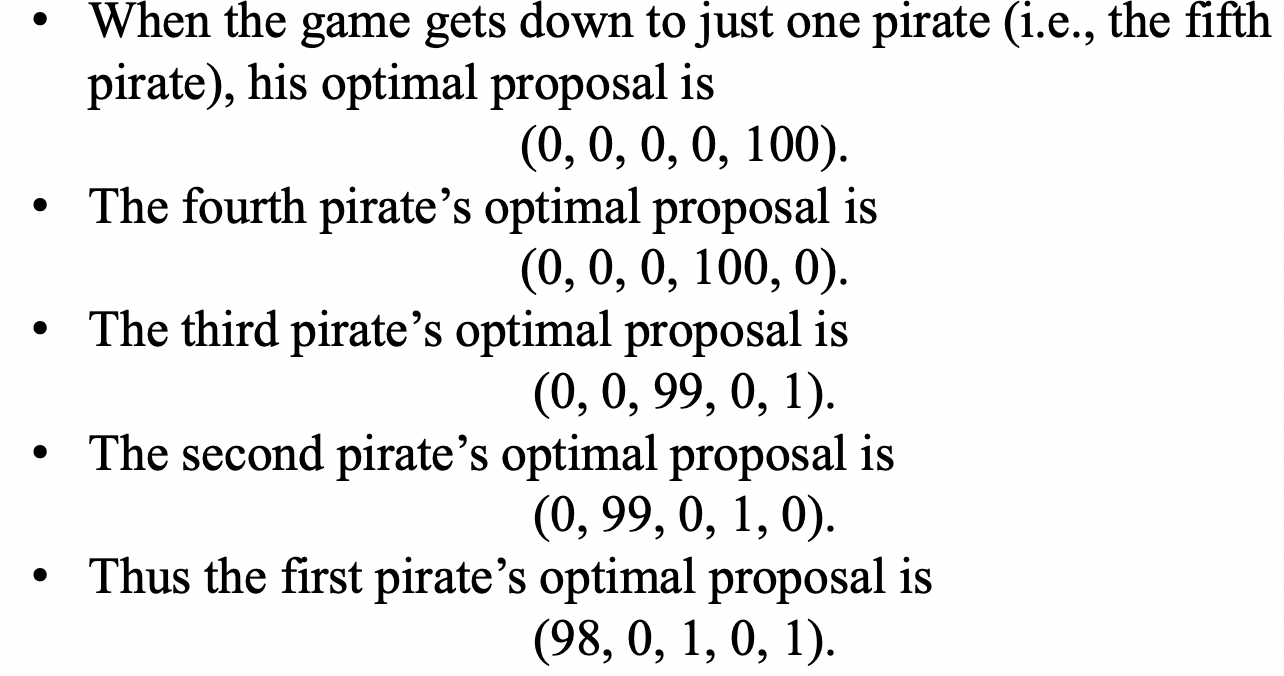 • When the game gets down to just one pirate (i.e., the fifth
pirate), his optimal proposal is
(0, 0, 0, 0, 100).
• The fourth pirate’s optimal proposal is
(0, 0, 0, 100, 0).
• The third pirate’s optimal proposal is
(0, 0, 99, 0, 1).
• The second pirate’s optimal proposal is
(0, 99, 0, 1, 0).
• Thus the first pirate’s optimal proposal is
(98, 0, 1, 0, 1).